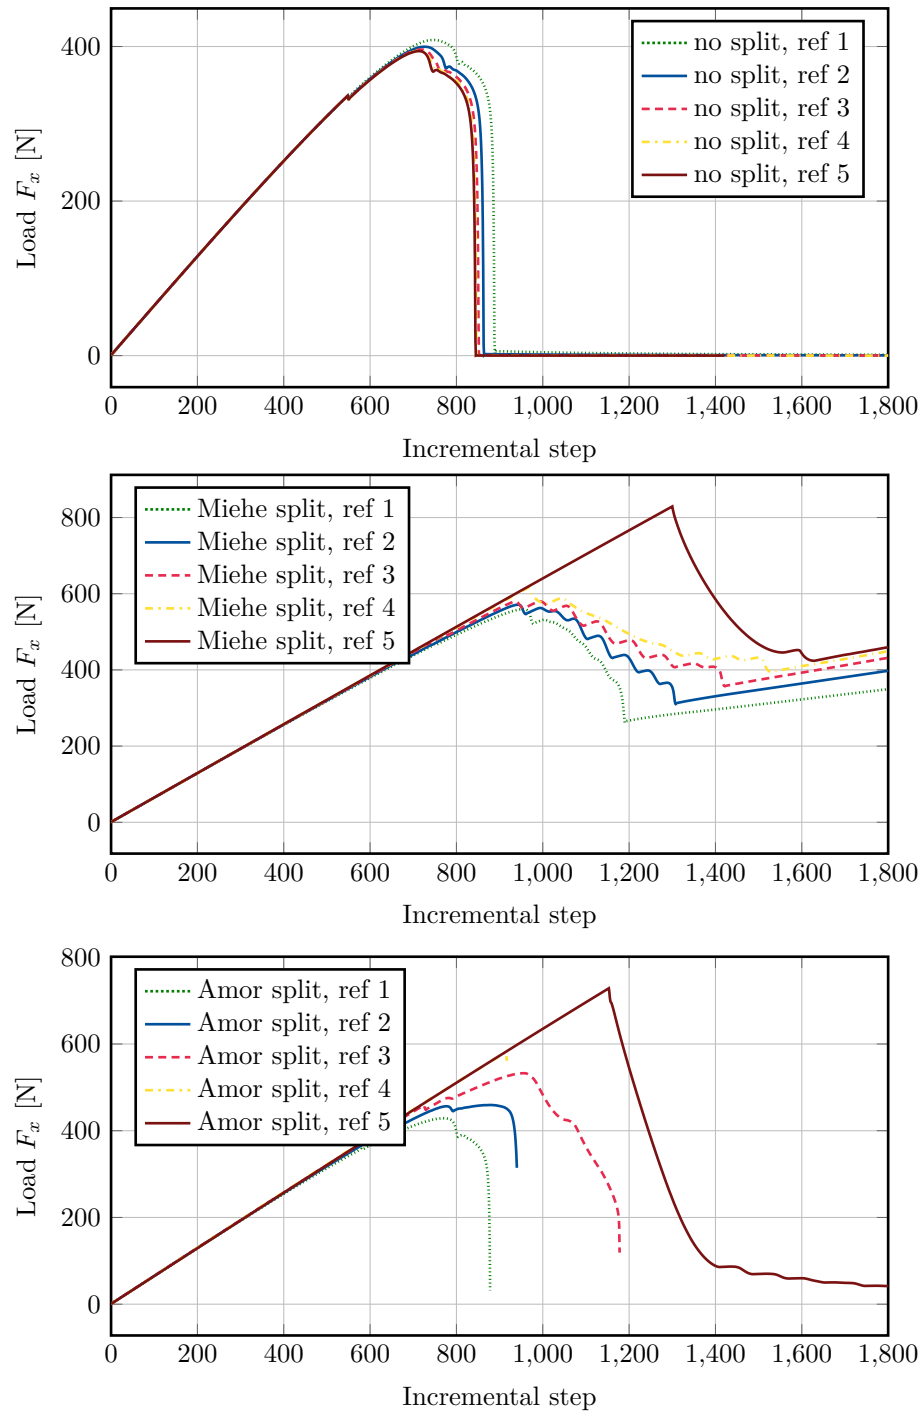 400
200
0
Load Fx [N]
no split, ref 1
no split, ref 2
no split, ref 3
no split, ref 4
no split, ref 5
0 200 400 600 800 1,000 1,200 1,400 1,600 1,800
Incremental step
800
600
400
200
0
Load Fx [N]
Miehe split, ref 1
Miehe split, ref 2
Miehe split, ref 3
Miehe split, ref 4
Miehe split, ref 5
0 200 400 600 800 1,000 1,200 1,400 1,600 1,800
Incremental step
800
600
400
200
0
Load Fx [N]
Amor split, ref 1
Amor split, ref 2
Amor split, ref 3
Amor split, ref 4
Amor split, ref 5
0 200 400 600 800 1,000 1,200 1,400 1,600 1,800
Incremental step